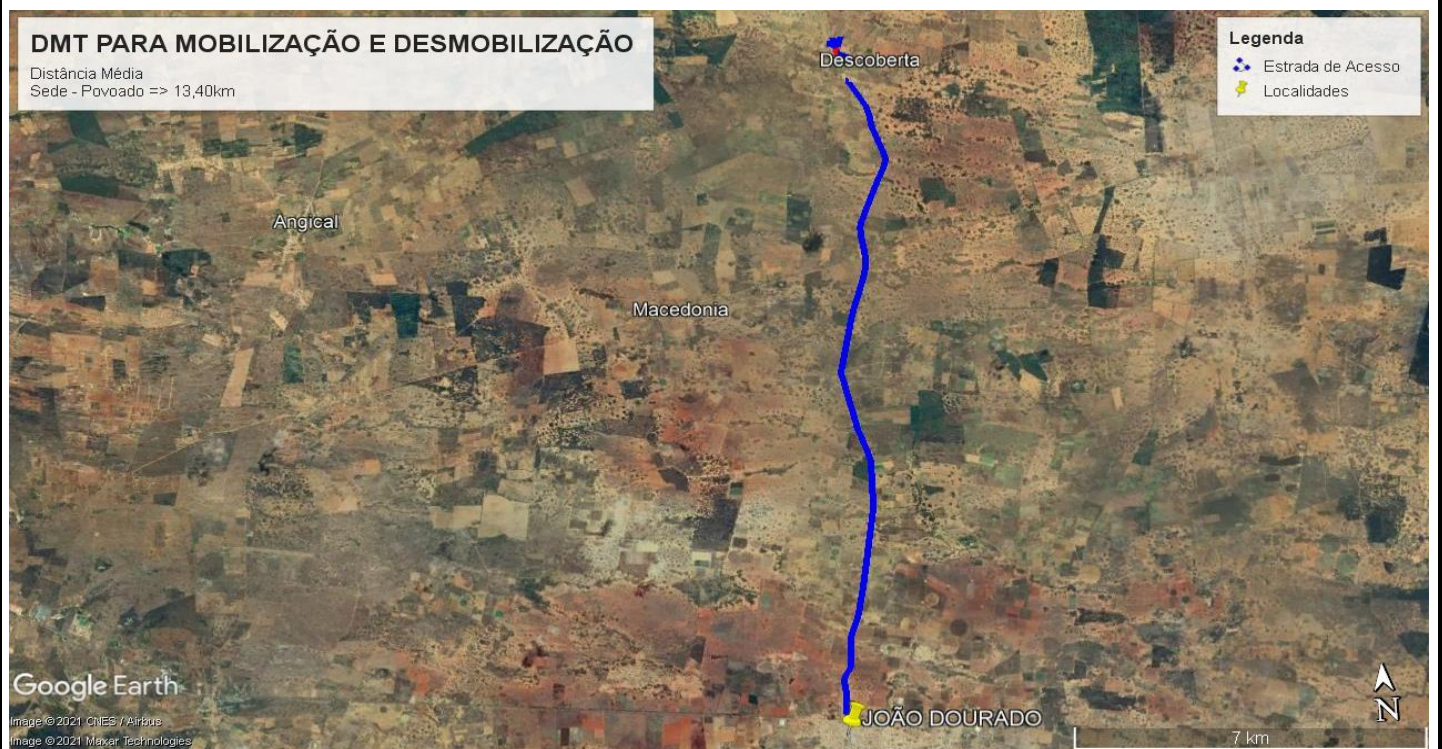 DMT PARA MOBILIZAÇÃO E DESMOBILIZAÇÃO
Distância Média
Sede - Povoado => 13,40km
Legenda
Estrada de Acesso
Localidades
Descoberta
Angical
Macedonia
JOÃO DOURADO
Google Earth
Image © 2021 CNES / Airbus
Image © 2021 Maxar Technologies
N
7 km